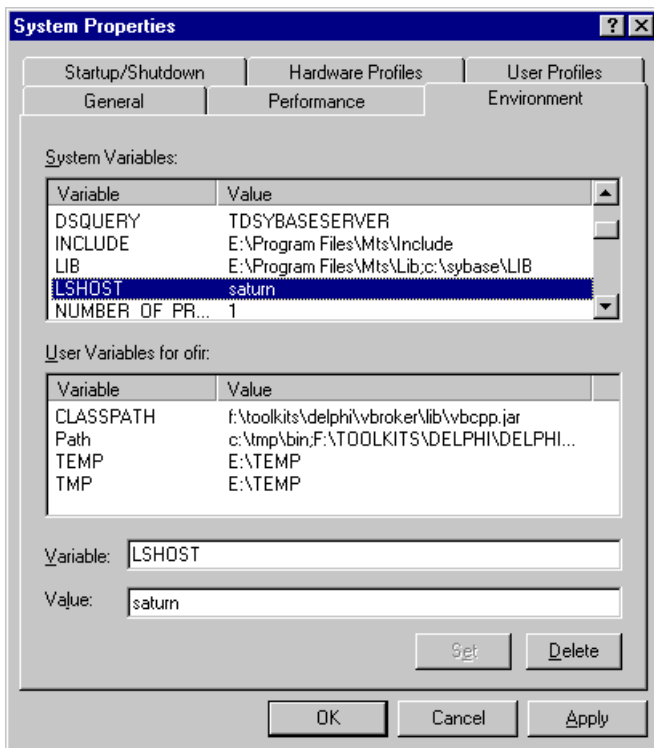 System Properties
Startup/Shutdown Hardware Profiles User Profiles
General Performance Environment
System Variables:
Variable Value
DSQUERY TDSYBASESERVER
INCLUDE E:\Program Files\Mts\Include
LIB E:\Program Files\Mts\Lib;c:\sybase\LIB
LSHOST saturn
NUMBER_OF_PR... 1
User Variables for ofir:
Variable Value
CLASSPATH f:\toolkits\delphi\vbroker\lib\vbcpp.jar
Path c:\tmp\bin;F:\TOOLKITS\DELPHI\DELPHI...
TEMP E:\TEMP
TMP E:\TEMP
Variable: LSHOST
Value: saturn
Set Delete
OK Cancel Apply